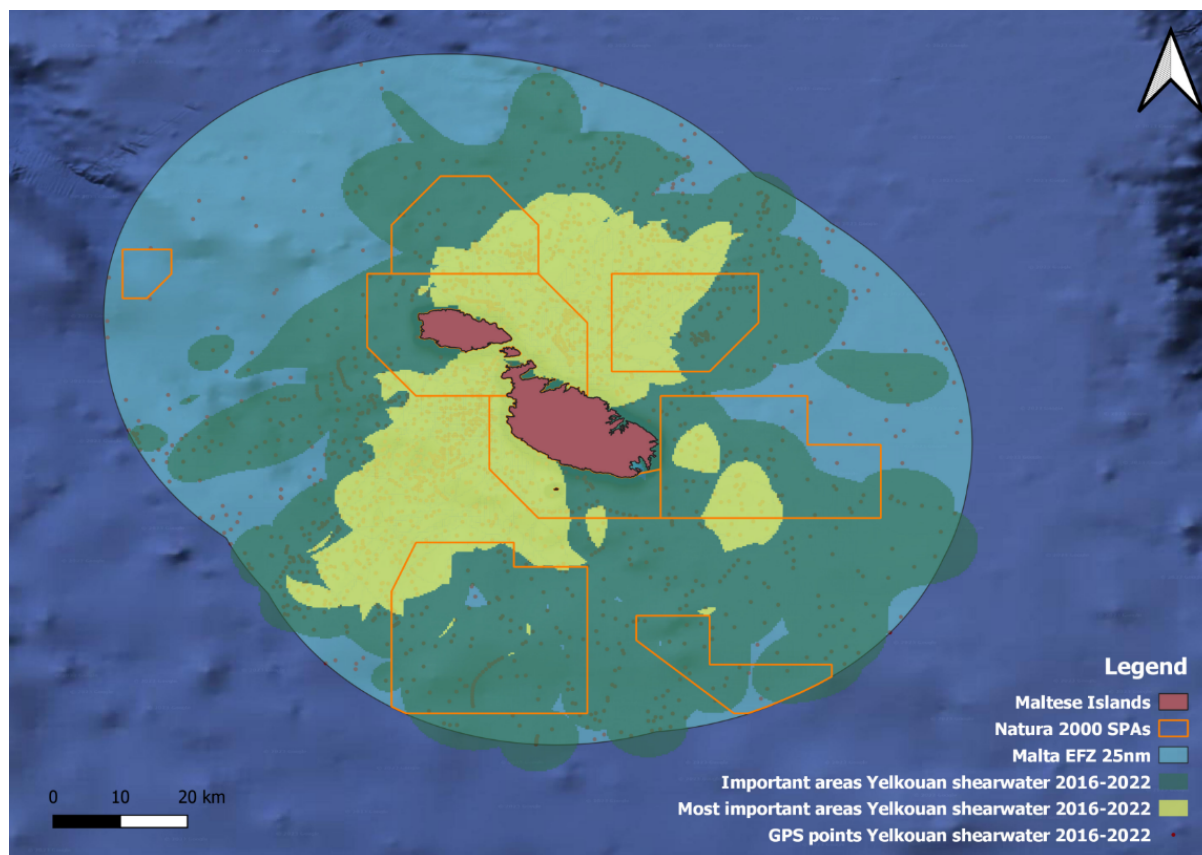 Legend
Maltese Islands
Natura 2000 SPAs
Malta EFZ 25nm
Important areas Yelkouan shearwater 2016-2022
Most important areas Yelkouan shearwater 2016-2022
GPS points Yelkouan shearwater 2016-2022
0 10 20 km